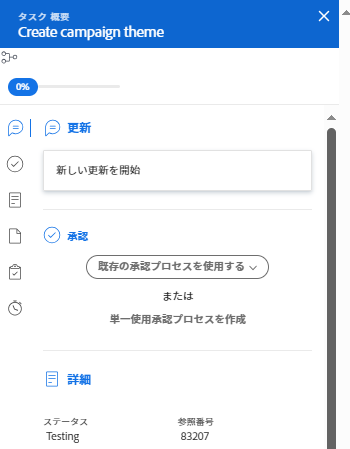 タスク 概要
Create campaign theme
0%
更新
新しい更新を開始
承認
既存の承認プロセスを使用する
または
単一使用承認プロセスを作成
詳細
ステータス 参照番号
Testing 83207